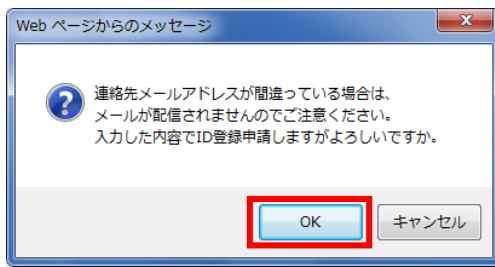 Web ページからのメッセージ
連絡先メールアドレスが間違っている場合は、
メールが配信されませんのでご注意ください。
入力した内容でID登録申請しますがよろしいですか。
OK
キャンセル